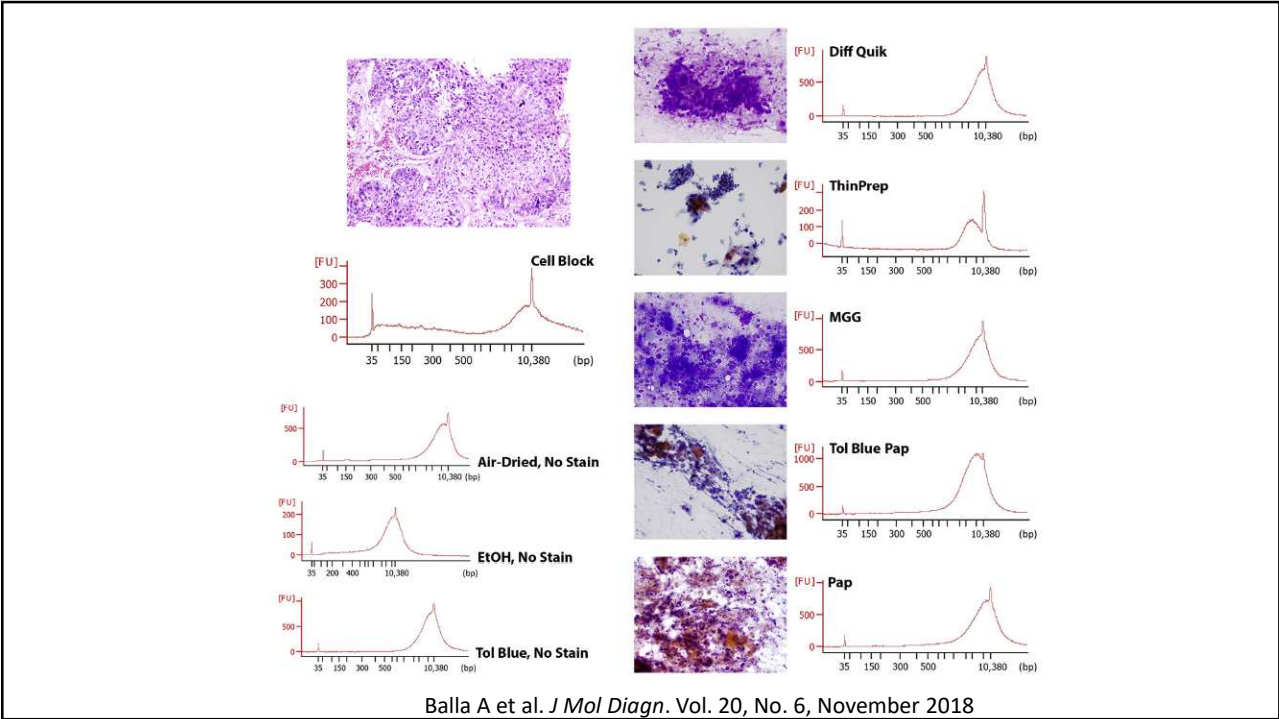 [FU]
Cell Block
300
200
100
0
35 150 300 500 10,380 (bp)
[FU]
500
0
35 150 300 500 10,380 (bp)
Air-Dried, No Stain
[FU]
200
100
0
35 200 400 10,380 (bp)
EtOH, No Stain
[FU]
500
0
35 150 300 500 10,380 (bp)
Tol Blue, No Stain
[FU] Diff Quik
500
0
35 150 300 500 10,380 (bp)
[FU] ThinPrep
200
100
0
35 150 300 500 10,380 (bp)
[FU] MGG
500
0
35 150 300 500 10,380 (bp)
[FU] Tol Blue Pap
1000
500
0
35 150 300 500 10,380 (bp)
[FU] Pap
500
0
35 150 300 500 10,380 (bp)
Balla A et al. J Mol Diagn. Vol. 20, No. 6, November 2018